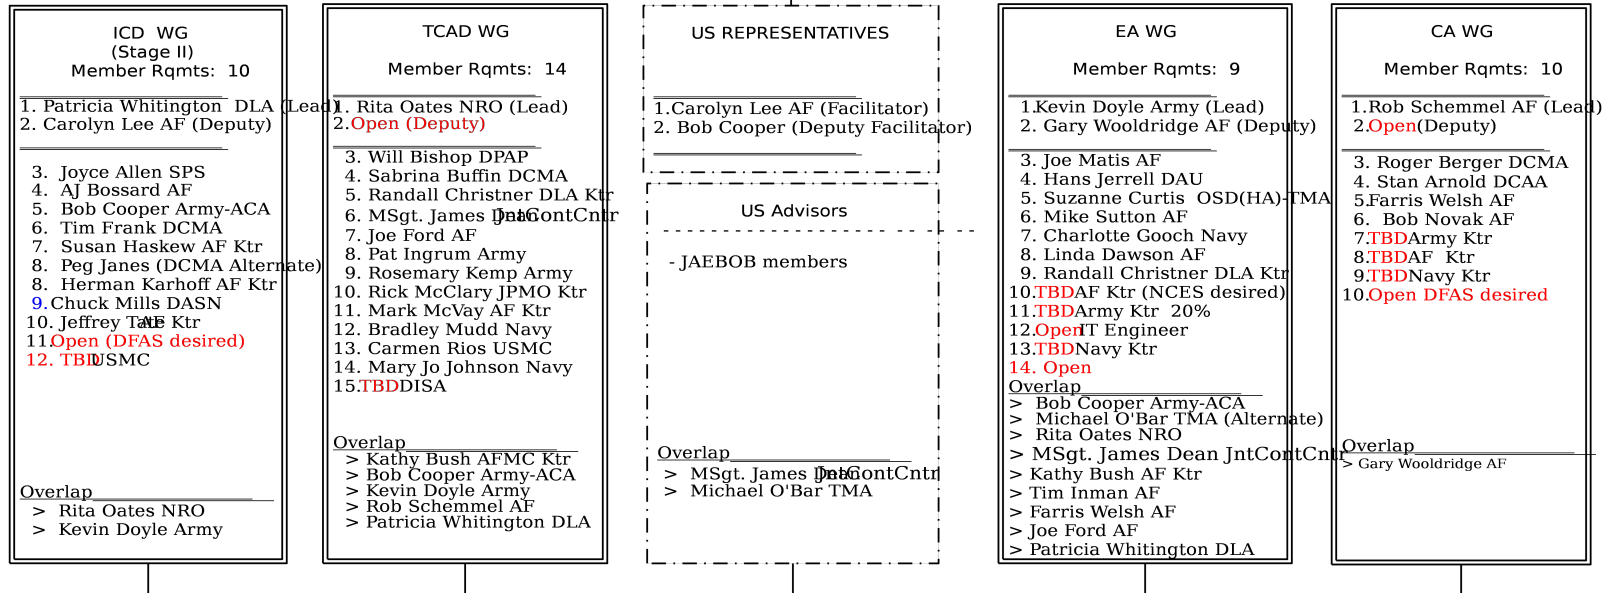 ICD WG
(Stage II)
Member Rqmts: 10
1. Patricia Whitington DLA (Lead)
2. Carolyn Lee AF (Deputy)
3. Joyce Allen SPS
4. AJ Bossard AF
5. Bob Cooper Army-ACA
6. Tim Frank DCMA
7. Susan Haskew AF Ktr
8. Peg Janes (DCMA Alternate)
8. Herman Karhoff AF Ktr
9. Chuck Mills DASN
10. Jeffrey Tate AF Ktr
11. Open (DFAS desired)
12. TBD USMC
Overlap
> Rita Oates NRO
> Kevin Doyle Army
TCAD WG
Member Rqmts: 14
1. Rita Oates NRO (Lead)
2. Open (Deputy)
3. Will Bishop DPAP
4. Sabrina Buffin DCMA
5. Randall Christner DLA Ktr
6. MSgt. James Dean JntContCntr
7. Joe Ford AF
8. Pat Ingrum Army
9. Rosemary Kemp Army
10. Rick McClary JPMO Ktr
11. Mark McVay AF Ktr
12. Bradley Mudd Navy
13. Carmen Rios USMC
14. Mary Jo Johnson Navy
15. TBD DISA
Overlap
> Kathy Bush AFMC Ktr
> Bob Cooper Army-ACA
> Kevin Doyle Army
> Rob Schemmel AF
> Patricia Whitington DLA
US REPRESENTATIVES
1.Carolyn Lee AF (Facilitator)
2. Bob Cooper (Deputy Facilitator)
US Advisors
- JAEBOB members
Overlap
> MSgt. James Dean JntContCntr
> Michael O'Bar TMA
EA WG
Member Rqmts: 9
1. Kevin Doyle Army (Lead)
2. Gary Wooldridge AF (Deputy)
3. Joe Matis AF
4. Hans Jerrell DAU
5. Suzanne Curtis OSD(HA)-TMA
6. Mike Sutton AF
7. Charlotte Gooch Navy
8. Linda Dawson AF
9. Randall Christner DLA Ktr
10. TBD AF Ktr (NCES desired)
11. TBD Army Ktr 20%
12. Open IT Engineer
13. TBD Navy Ktr
14. Open
Overlap
> Bob Cooper Army-ACA
> Michael O'Bar TMA (Alternate)
> Rita Oates NRO
> MSgt. James Dean JntContCntr
> Kathy Bush AF Ktr
> Tim Inman AF
> Farris Welsh AF
> Joe Ford AF
> Patricia Whitington DLA
CA WG
Member Rqmts: 10
1. Rob Schemmel AF (Lead)
2. Open (Deputy)
3. Roger Berger DCMA
4. Stan Arnold DCAA
5. Farris Welsh AF
6. Bob Novak AF
7. TBD Army Ktr
8. TBD AF Ktr
9. TBD Navy Ktr
10. Open DFAS desired
Overlap
> Gary Wooldridge AF